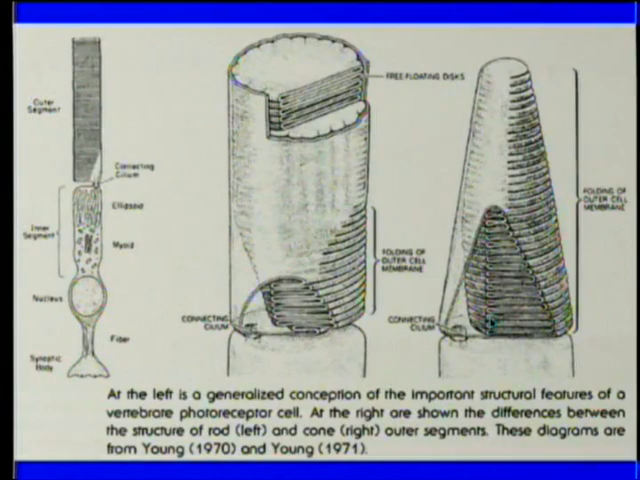 Outer
Segment
Connecting
Cilium
Ellipsoid
Inner
Segment
Myoid
Nucleus
Fiber
Synaptic
Body
FREE-FLOATING DISKS
FOLDING OF
OUTER CELL
MEMBRANE
CONNECTING
CILIUM
FOLDING OF
OUTER CELL
MEMBRANE
CONNECTING
CILIUM
At the left is a generalized conception of the important structural features of a
vertebrate photoreceptor cell. At the right are shown the differences between
the structure of rod (left) and cone (right) outer segments. These diagrams are
from Young (1970) and Young (1971).